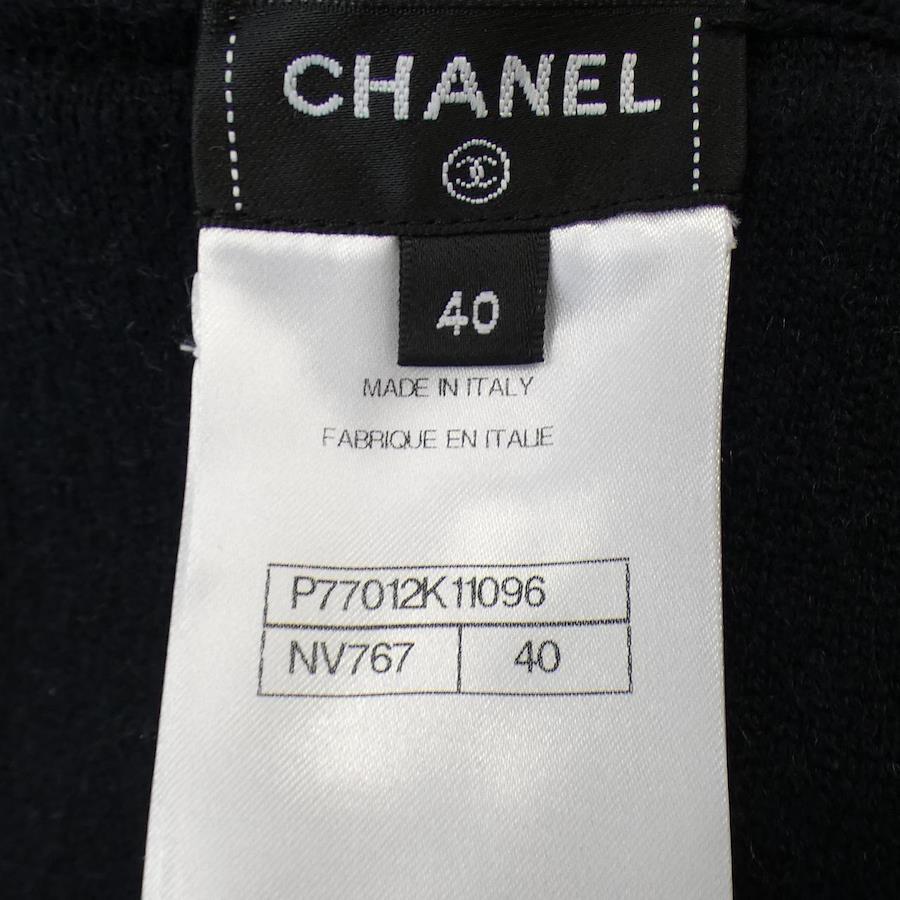 CHANEL
40
MADE IN ITALY
FABRIQUE EN ITALIE
P77012K11096
NV767 40